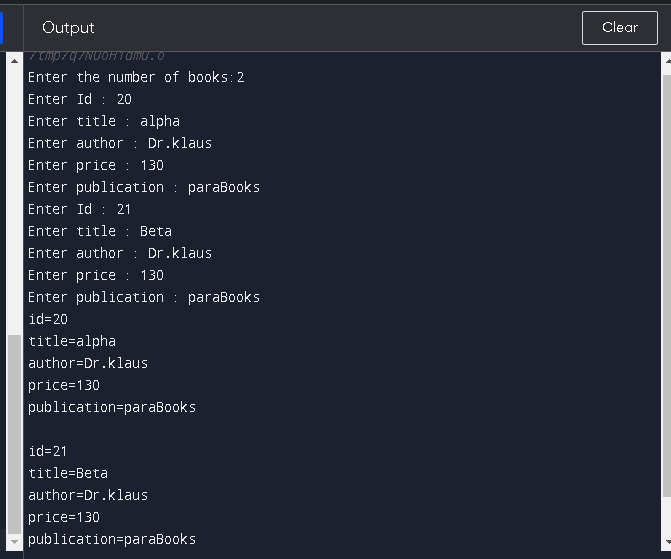 Output
Clear
Enter the number of books:2
Enter Id : 20
Enter title : alpha
Enter author : Dr.klaus
Enter price : 130
Enter publication : paraBooks
Enter Id : 21
Enter title : Beta
Enter author : Dr.klaus
Enter price : 130
Enter publication : paraBooks
id=20
title=alpha
author=Dr.klaus
price=130
publication=paraBooks
id=21
title=Beta
author=Dr.klaus
price=130
publication=paraBooks